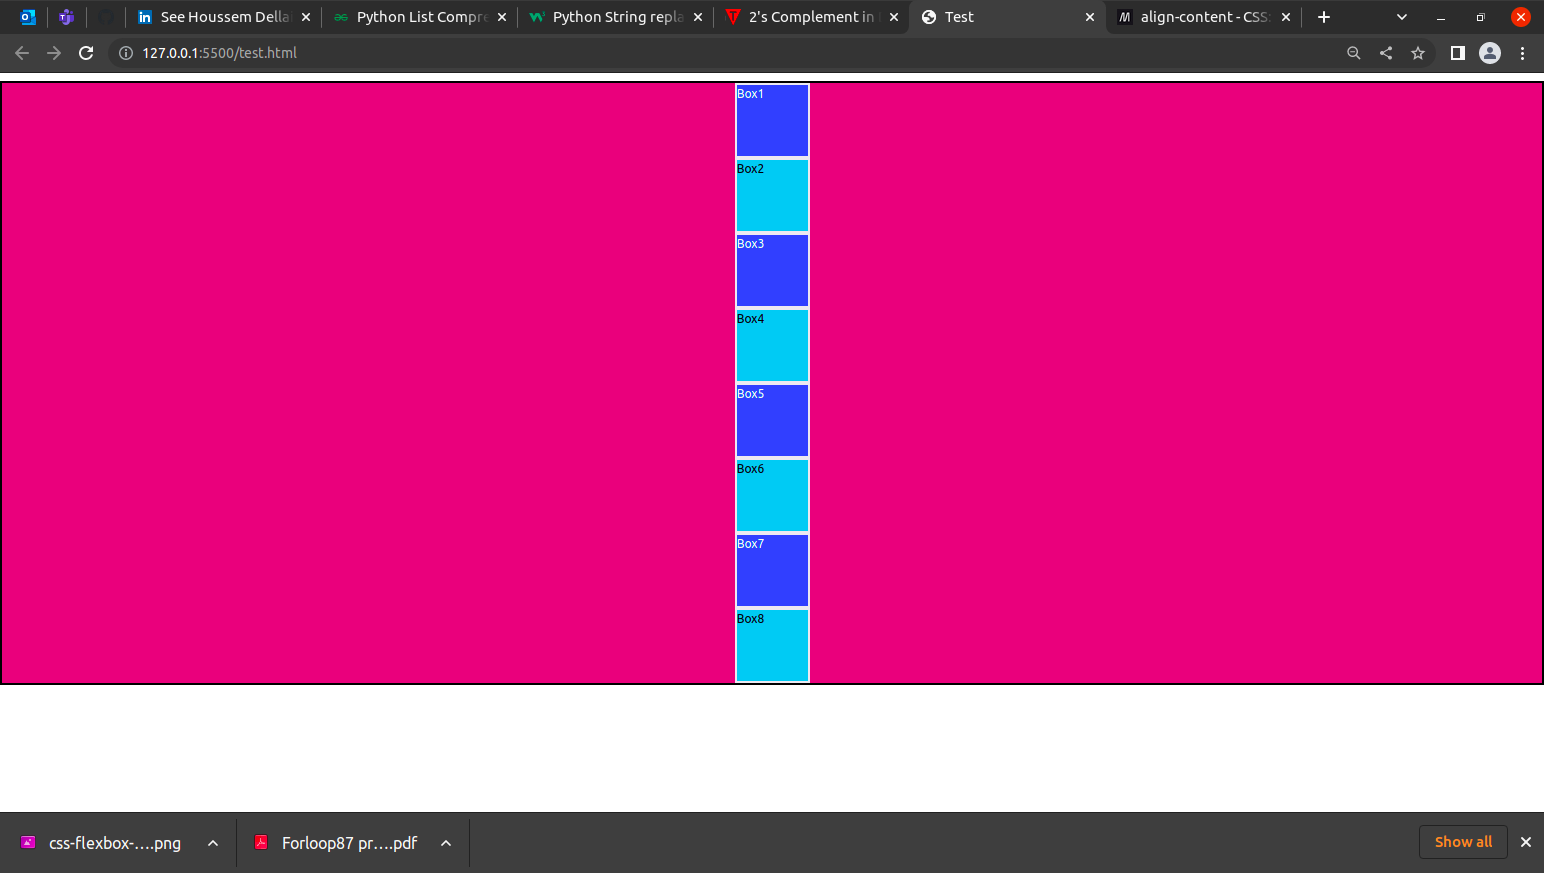 See Houssem Della
Python List Compre
Python String repla
2's Complement in
Test
align-content - CSS:
127.0.0.1:5500/test.html
Box1
Box2
Box3
Box4
Box5
Box6
Box7
Box8
css-flexbox-....png
Forloop87 pr....pdf
Show all